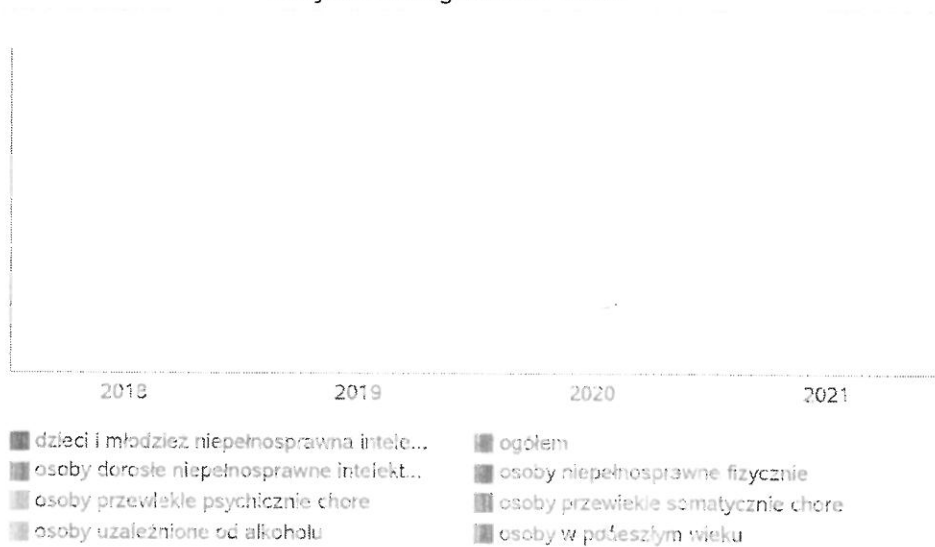 2018 2019 2020 2021
dzieci i młodzież niepełnosprawna intele... ogółem
osoby dorosłe niepełnosprawne intelekt... osoby niepełnosprawne fizycznie
osoby przewlekle psychicznie chore osoby przewlekle somatycznie chore
osoby uzależnione od alkoholu osoby w podeszłym wieku